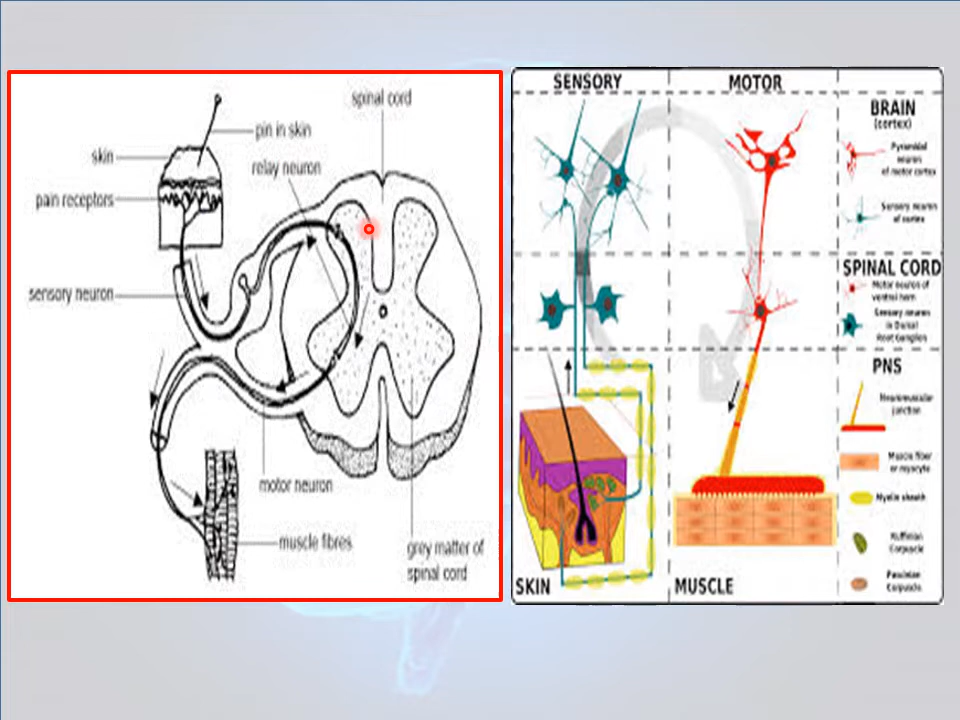 spinal cord
pin in skin
skin
relay neuron
pain receptors
sensory neuron
motor neuron
muscle fibres
grey matter of
spinal cord
SENSORY
MOTOR
BRAIN
(cortex)
Pyramidal
neuron
of motor cortex
Sensory neuron
of cortex
SPINAL CORD
Motor neuron of
ventral horn
Sensory neuron
in Dorsal
Root Ganglion
PNS
Neuromuscular
junction
Muscle fiber
or myocyte
Myelin sheath
Ruffinian
Corpuscle
Pascinian
Corpuscle
SKIN
MUSCLE